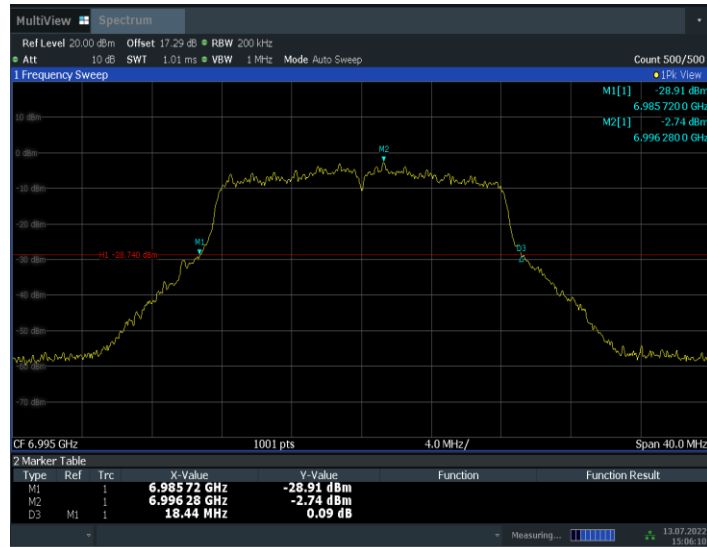 MultiView Spectrum
Ref Level 20.00 dBm Offset 17.29 dB RBW 200 kHz
Att 10 dB SWT 1.01 ms VBW 1 MHz Mode Auto Sweep Count 500/500
1 Frequency Sweep 1Pk View
M1[1] -28.91 dBm
6.985 720 0 GHz
M2[1] -2.74 dBm
6.996 280 0 GHz
10 dBm
0 dBm
M2
-10 dBm
-20 dBm
M1
D3
H1 -28.740 dBm
-30 dBm
-40 dBm
-50 dBm
-60 dBm
-70 dBm
CF 6.995 GHz 1001 pts 4.0 MHz/ Span 40.0 MHz
2 Marker Table
Type Ref Trc X-Value Y-Value Function Function Result
M1 1 6.985 72 GHz -28.91 dBm
M2 1 6.996 28 GHz -2.74 dBm
D3 M1 1 18.44 MHz 0.09 dB
Measuring... 13.07.2022
15:06:10